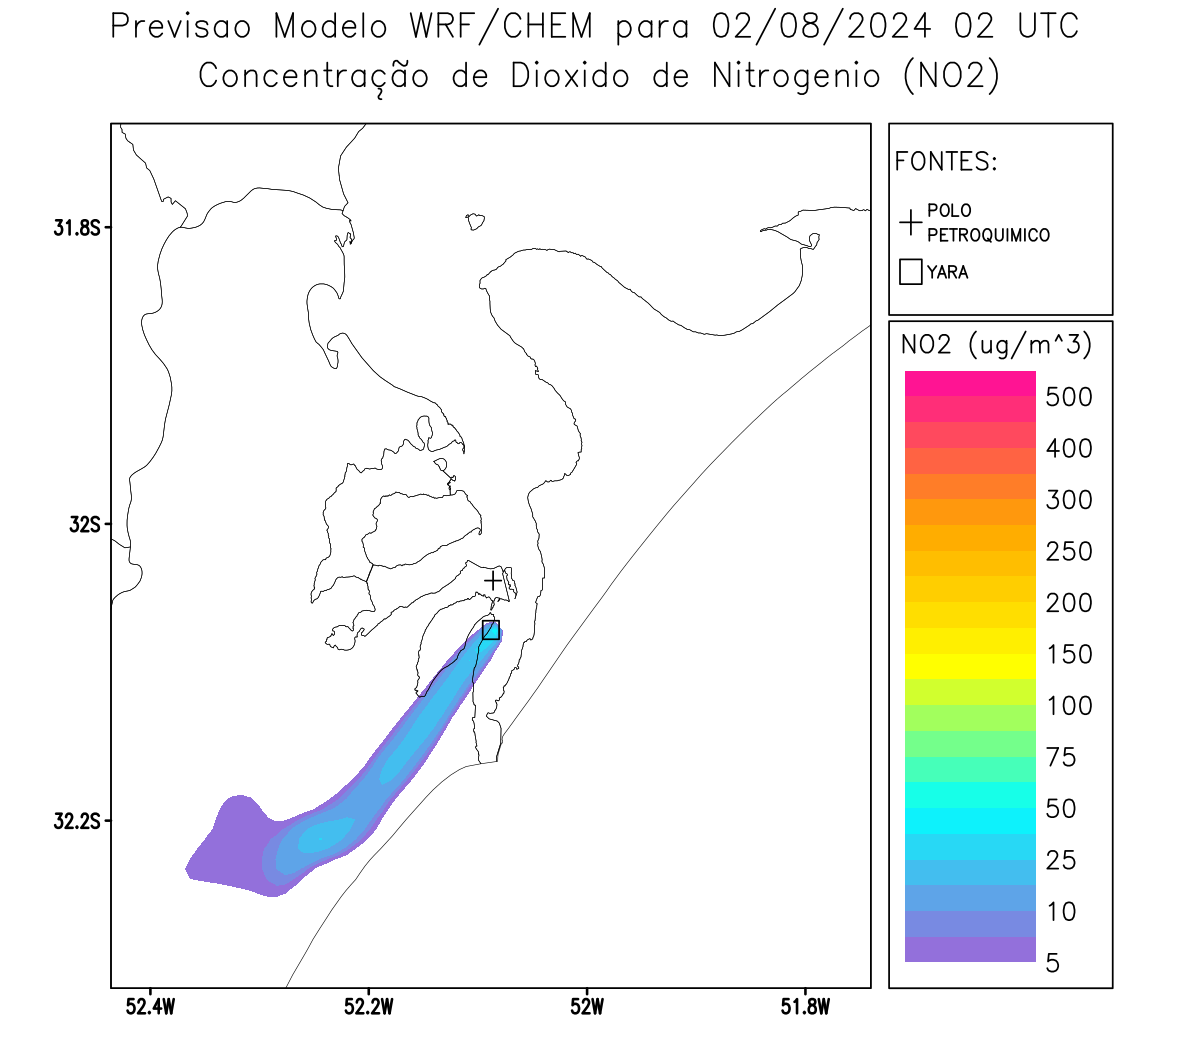 Previsao Modelo WRF/CHEM para 02/08/2024 02 UTC
Concentração de Dioxido de Nitrogenio (NO2)
FONTES:
POLO
PETROQUIMICO
YARA
31.8S
32S
32.2S
52.4W
52.2W
52W
51.8W
NO2 (ug/m^3)
500
400
300
250
200
150
100
75
50
25
10
5